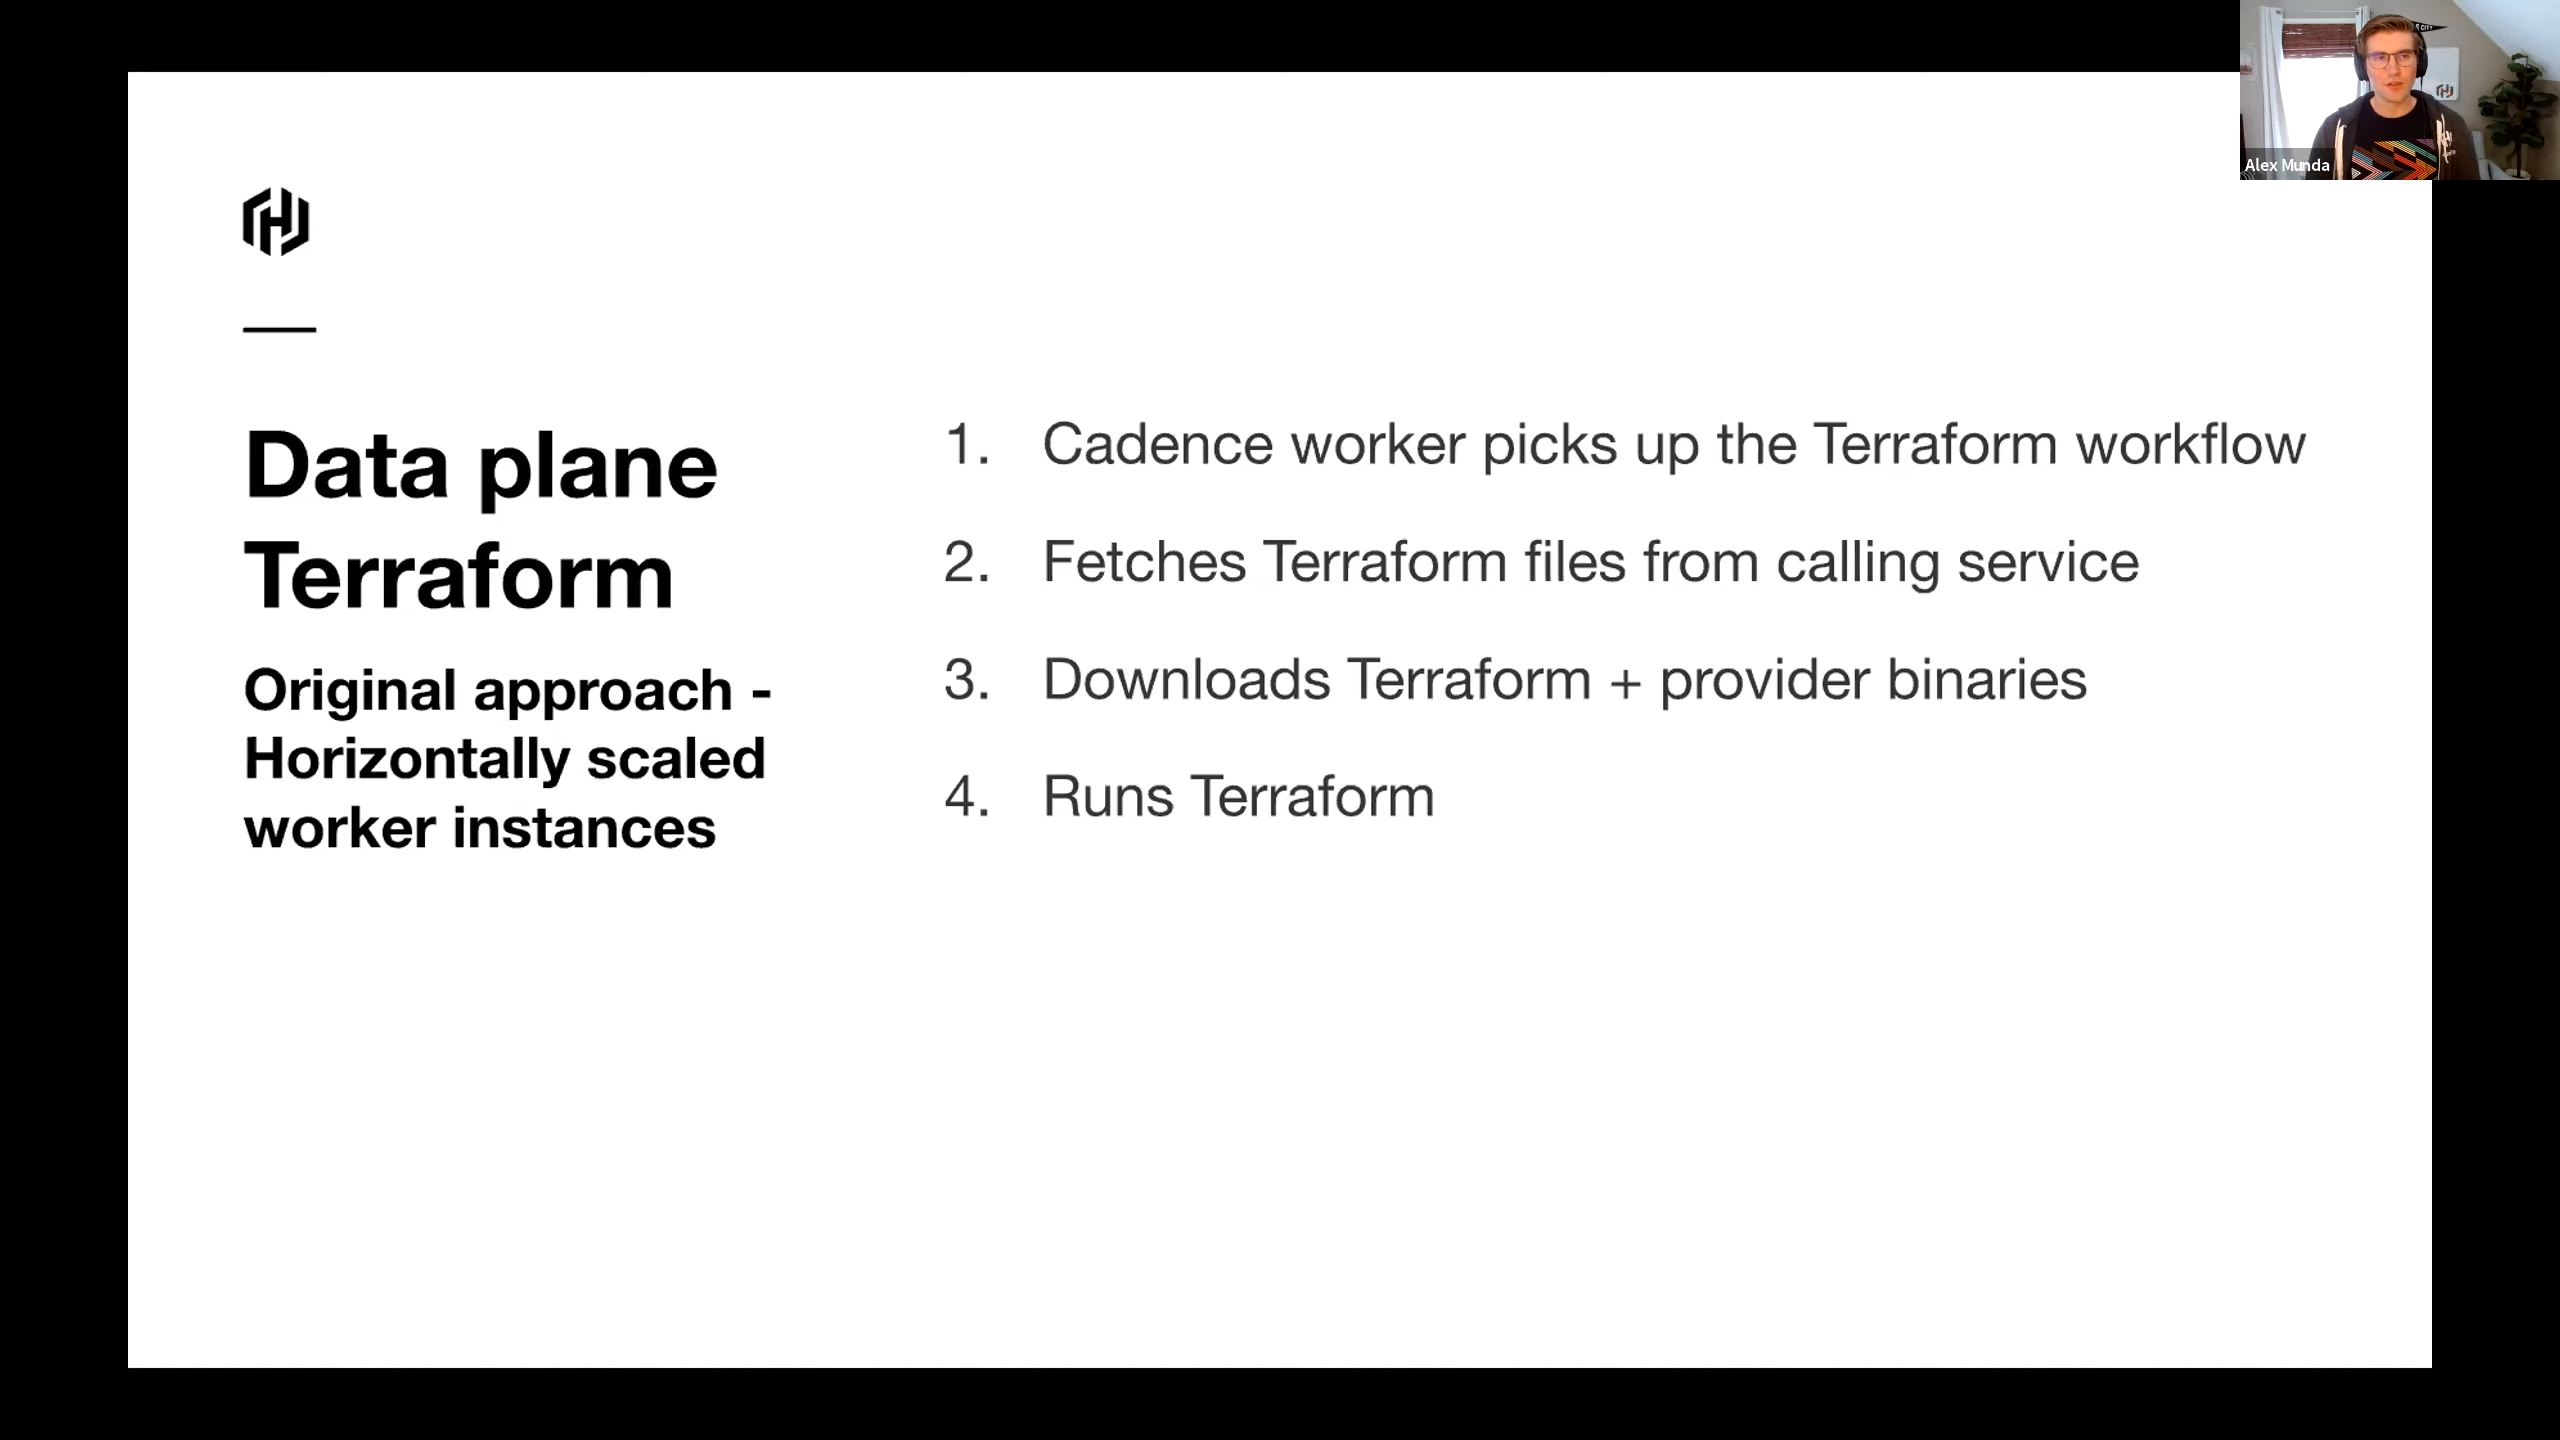 Data plane
Terraform
Original approach -
Horizontally scaled
worker instances
1. Cadence worker picks up the Terraform workflow
2. Fetches Terraform files from calling service
3. Downloads Terraform + provider binaries
4. Runs Terraform
Alex Munda